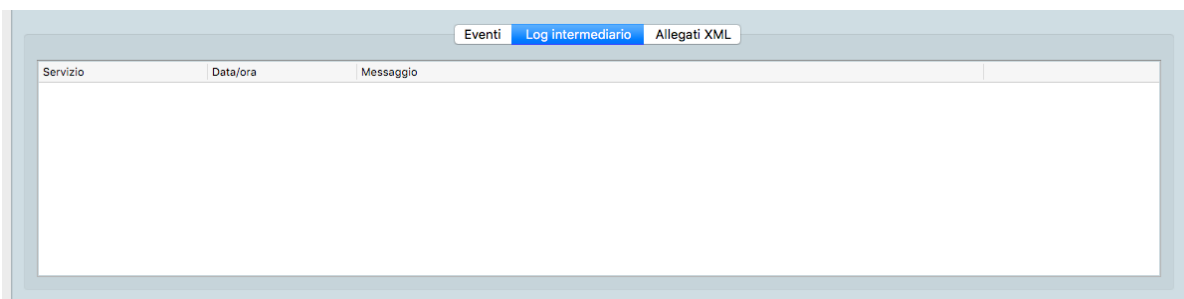 Eventi Log intermediario Allegati XML
Servizio Data/ora Messaggio